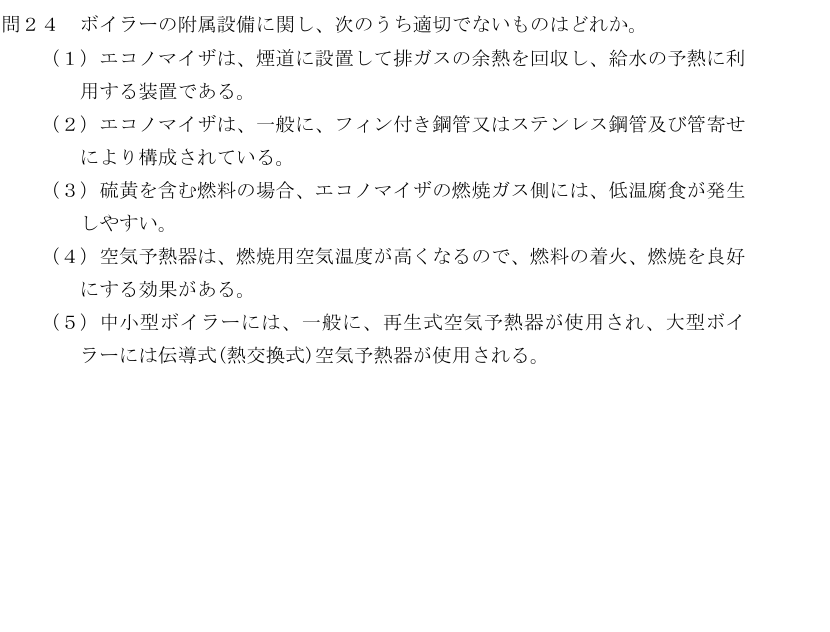 問２４　ボイラーの附属設備に関し、次のうち適切でないものはどれか。
（１）エコノマイザは、煙道に設置して排ガスの余熱を回収し、給水の予熱に利
用する装置である。
（２）エコノマイザは、一般に、フィン付き鋼管又はステンレス鋼管及び管寄せ
により構成されている。
（３）硫黄を含む燃料の場合、エコノマイザの燃焼ガス側には、低温腐食が発生
しやすい。
（４）空気予熱器は、燃焼用空気温度が高くなるので、燃料の着火、燃焼を良好
にする効果がある。
（５）中小型ボイラーには、一般に、再生式空気予熱器が使用され、大型ボイ
ラーには伝導式(熱交換式)空気予熱器が使用される。